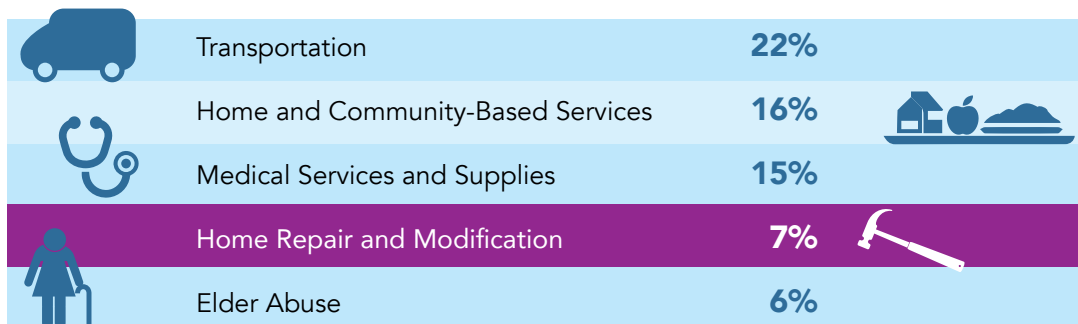 Transportation 22%
Home and Community-Based Services 16%
Medical Services and Supplies 15%
Home Repair and Modification 7%
Elder Abuse 6%